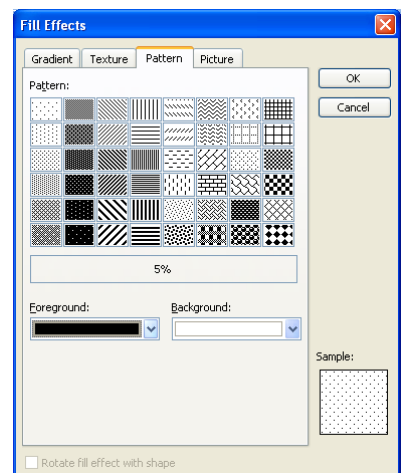 Fill Effects
Gradient Texture Pattern Picture
Pattern:
OK
Cancel
5%
Foreground: Background:
Sample:
Rotate fill effect with shape